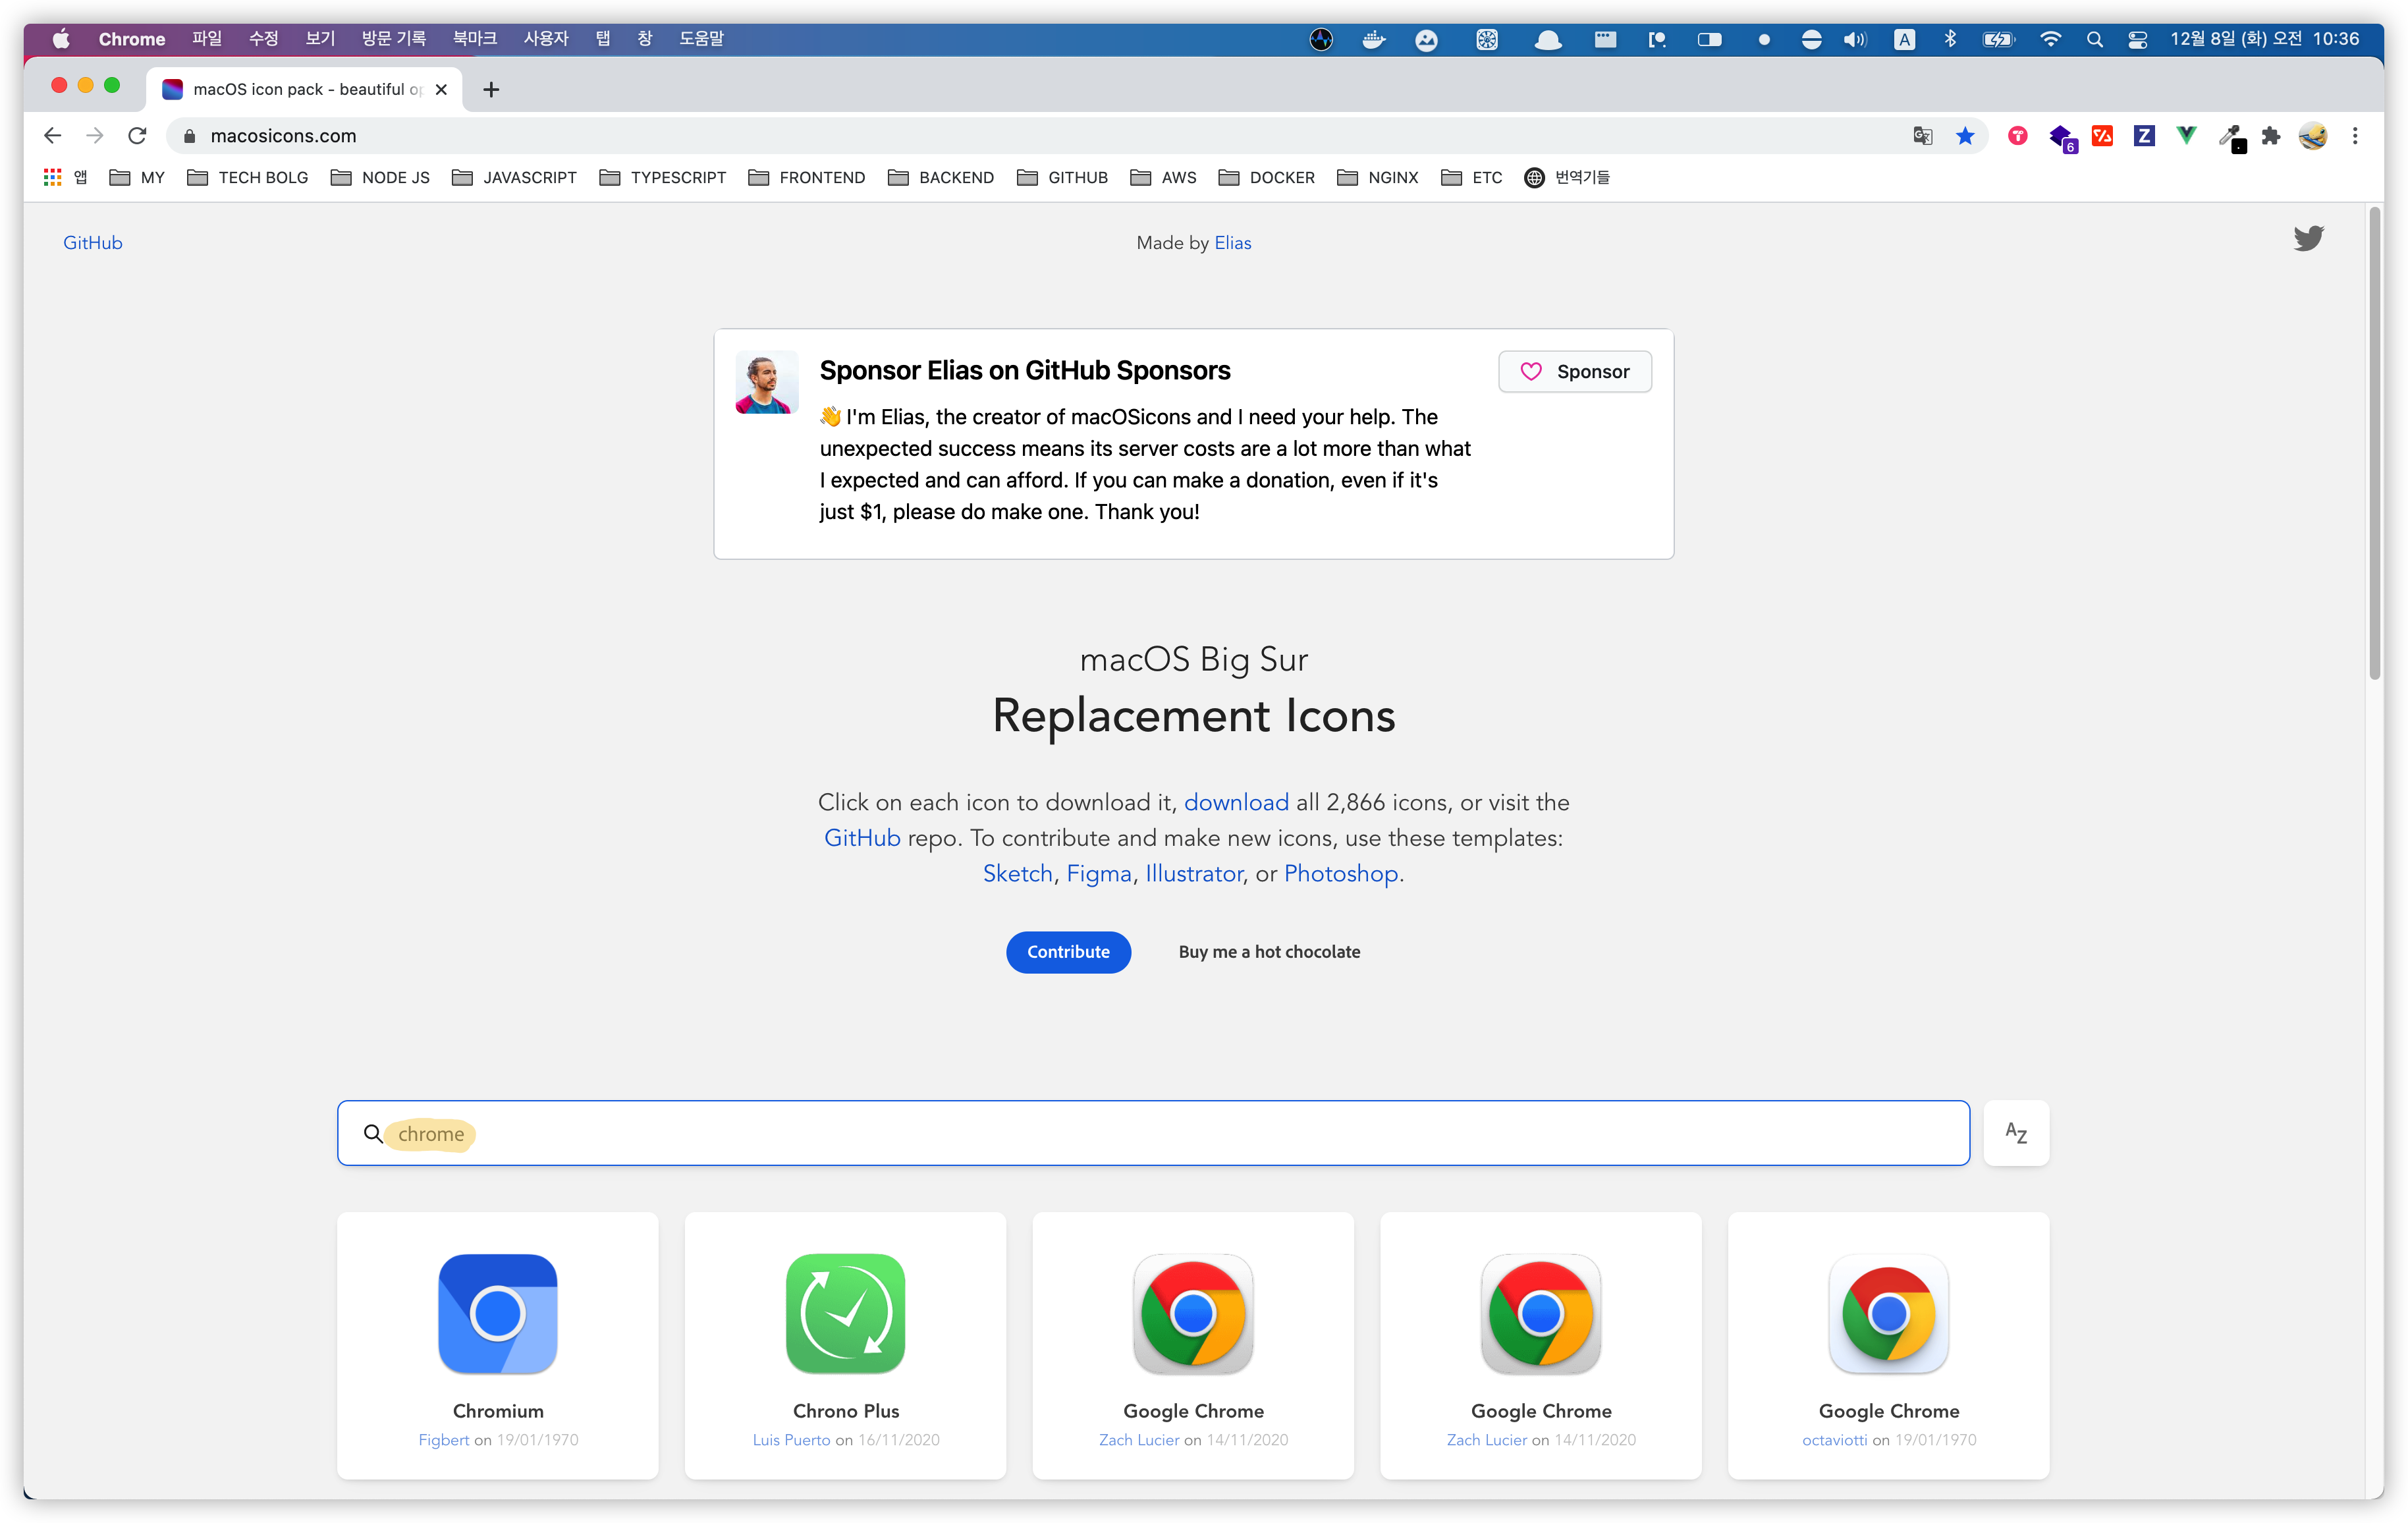 Chrome 파일 수정 보기 방문 기록 북마크 사용자 탭 창 도움말 A 12월 8일 (화) 오전 10:36
macOS icon pack - beautiful op
macosicons.com 6 Z
앱 MY TECH BOLG NODE JS JAVASCRIPT TYPESCRIPT FRONTEND BACKEND GITHUB AWS DOCKER NGINX ETC 번역기들
GitHub Made by Elias
Sponsor Elias on GitHub Sponsors
Sponsor
👋 I'm Elias, the creator of macOSicons and I need your help. The
unexpected success means its server costs are a lot more than what
I expected and can afford. If you can make a donation, even if it's
just $1, please do make one. Thank you!
macOS Big Sur
Replacement Icons
Click on each icon to download it, download all 2,866 icons, or visit the
GitHub repo. To contribute and make new icons, use these templates:
Sketch, Figma, Illustrator, or Photoshop.
Contribute Buy me a hot chocolate
chrome AZ
Chromium
Figbert on 19/01/1970
Chrono Plus
Luis Puerto on 16/11/2020
Google Chrome
Zach Lucier on 14/11/2020
Google Chrome
Zach Lucier on 14/11/2020
Google Chrome
octaviotti on 19/01/1970